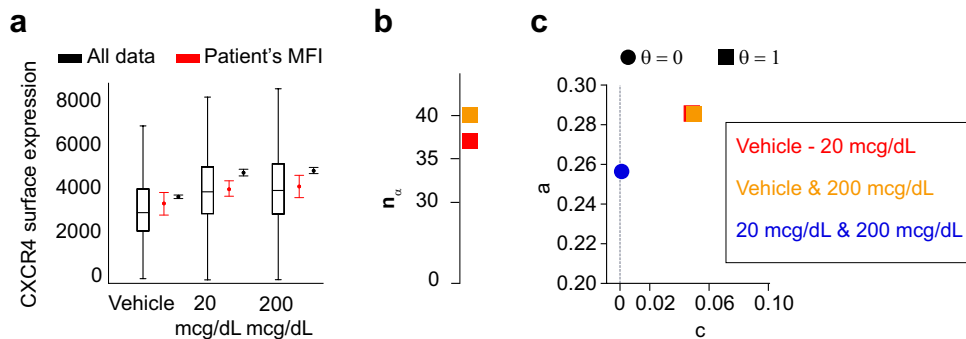 a
All data
Patient's MFI
CXCR4 surface expression
8000
6000
4000
2000
0
Vehicle
20
mcg/dL
200
mcg/dL
b
nα
40
35
30
0
c
θ = 0
θ = 1
a
0.30
0.28
0.26
0.24
0.22
0.20
0
0.02
0.06
0.10
c
Vehicle - 20 mcg/dL
Vehicle & 200 mcg/dL
20 mcg/dL & 200 mcg/dL